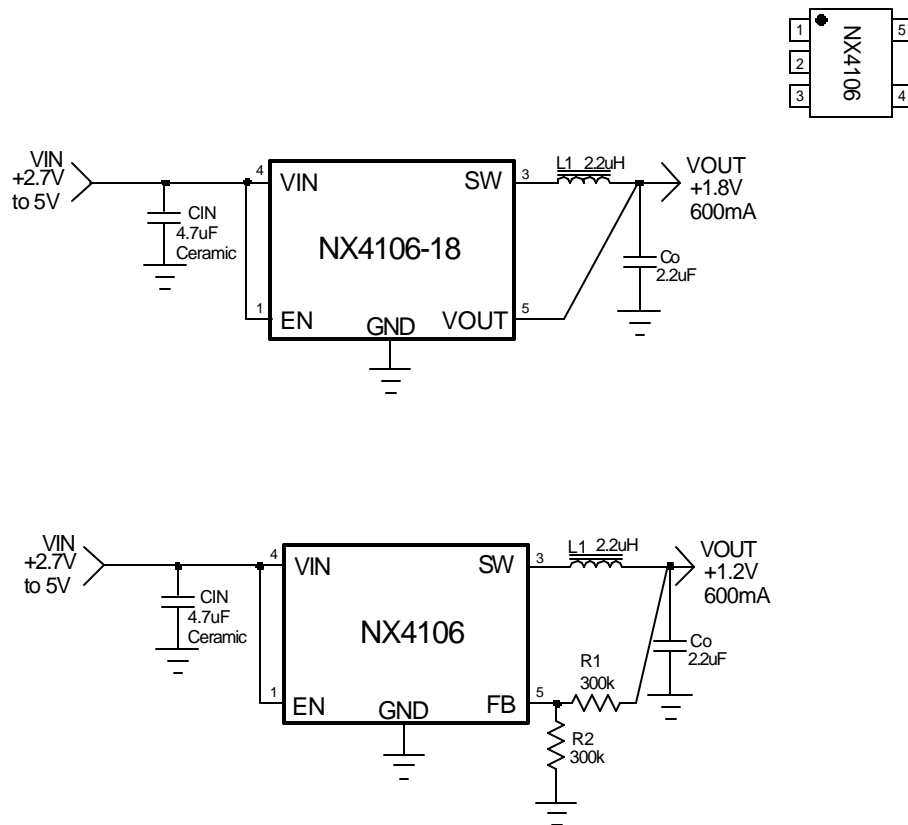 1
2
3
NX4106
5
4
VIN
+2.7V
to 5V
CIN
4.7uF
Ceramic
4
1
VIN
EN
NX4106-18
GND
SW
VOUT
3
5
L1 2.2uH
VOUT
+1.8V
600mA
Co
2.2uF
VIN
+2.7V
to 5V
CIN
4.7uF
Ceramic
4
1
VIN
EN
NX4106
GND
SW
FB
3
5
L1 2.2uH
R1
300k
R2
300k
VOUT
+1.2V
600mA
Co
2.2uF